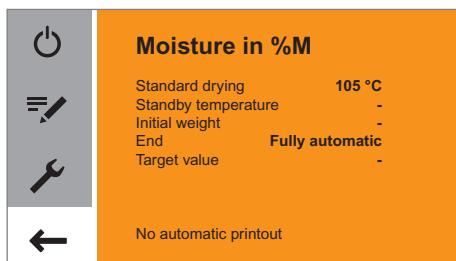 Moisture in %M
Standard drying 105 °C
Standby temperature -
Initial weight -
End Fully automatic
Target value -
No automatic printout